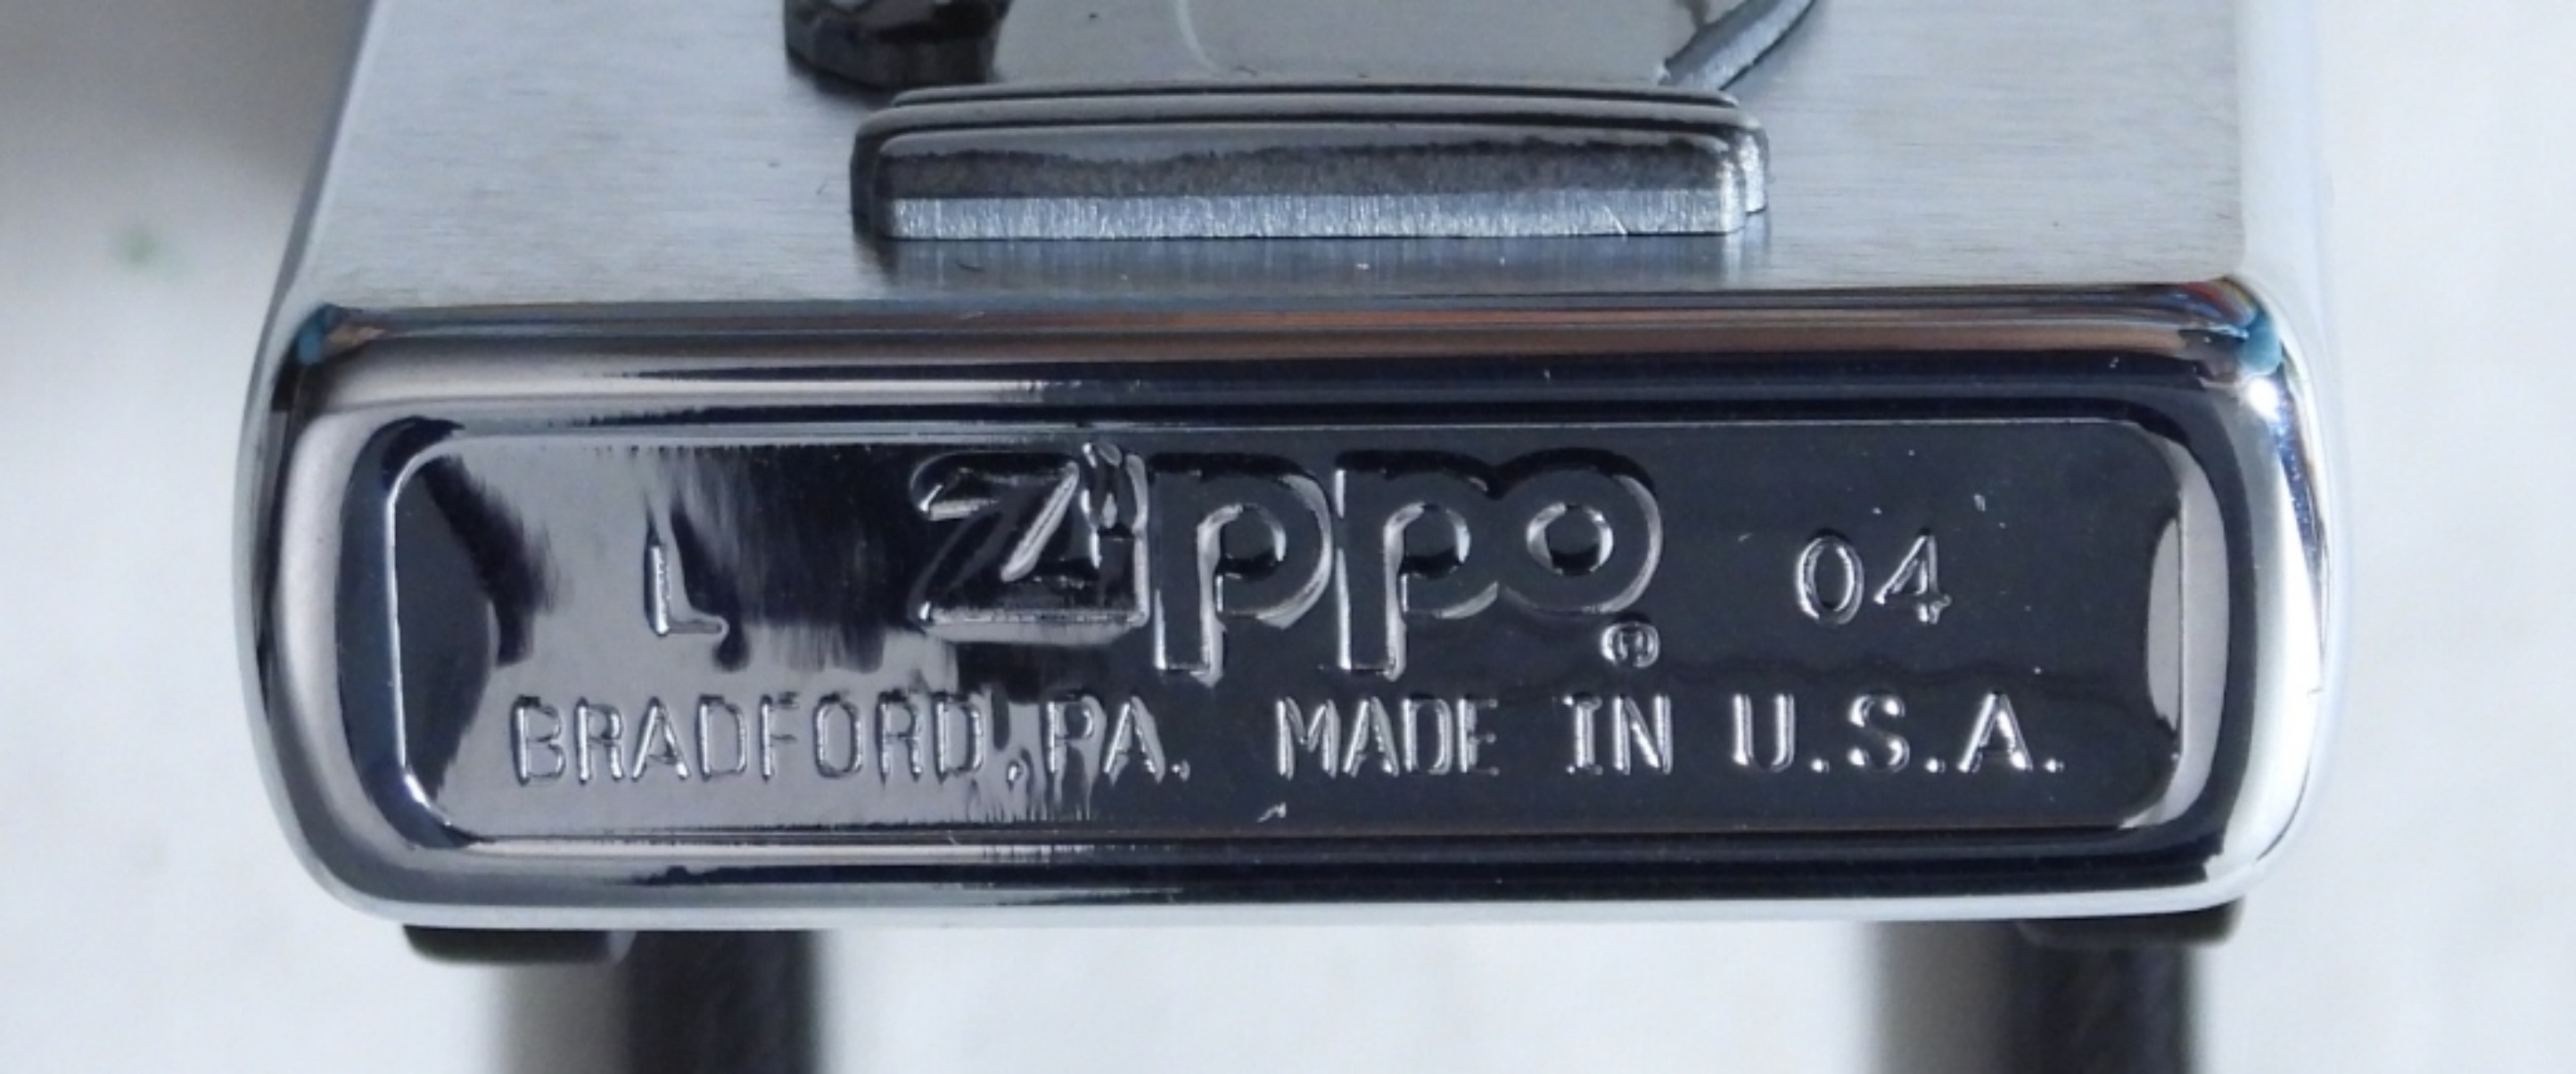 L Zippo® 04
BRADFORD, PA. MADE IN U.S.A.